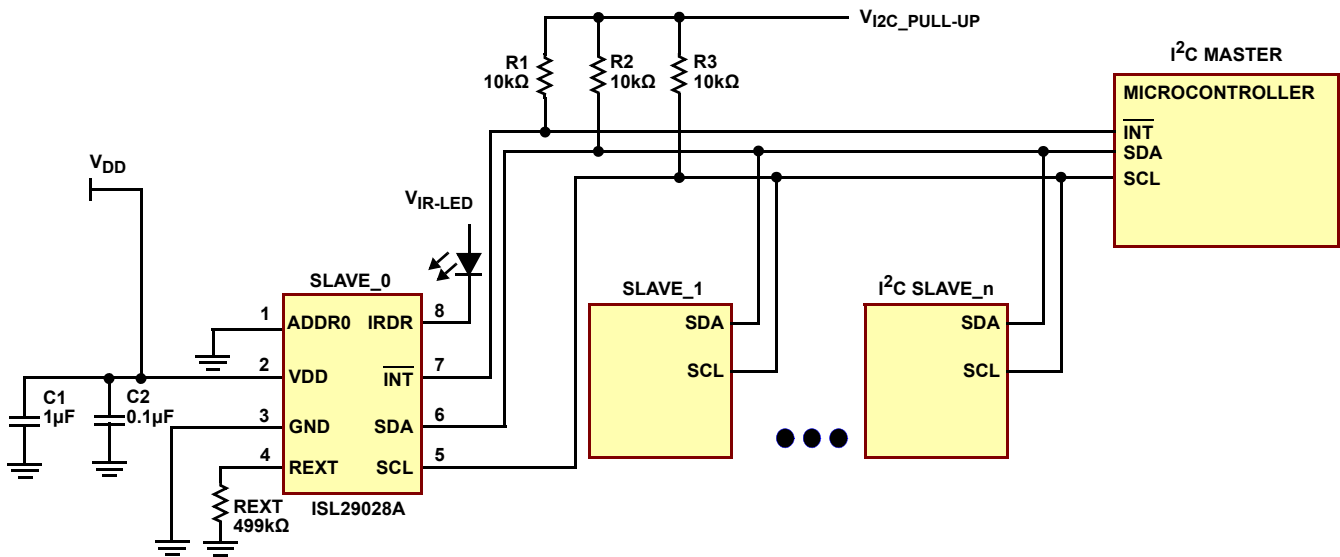 V_I2C_PULL-UP
R1
10kΩ
R2
10kΩ
R3
10kΩ
I²C MASTER
MICROCONTROLLER
INT
SDA
SCL
V_DD
V_IR-LED
SLAVE_0
1
ADDR0
IRDR
8
2
VDD
INT
7
3
GND
SDA
6
4
REXT
SCL
5
ISL29028A
C1
1µF
C2
0.1µF
REXT
499kΩ
SLAVE_1
SDA
SCL
I²C SLAVE_n
SDA
SCL